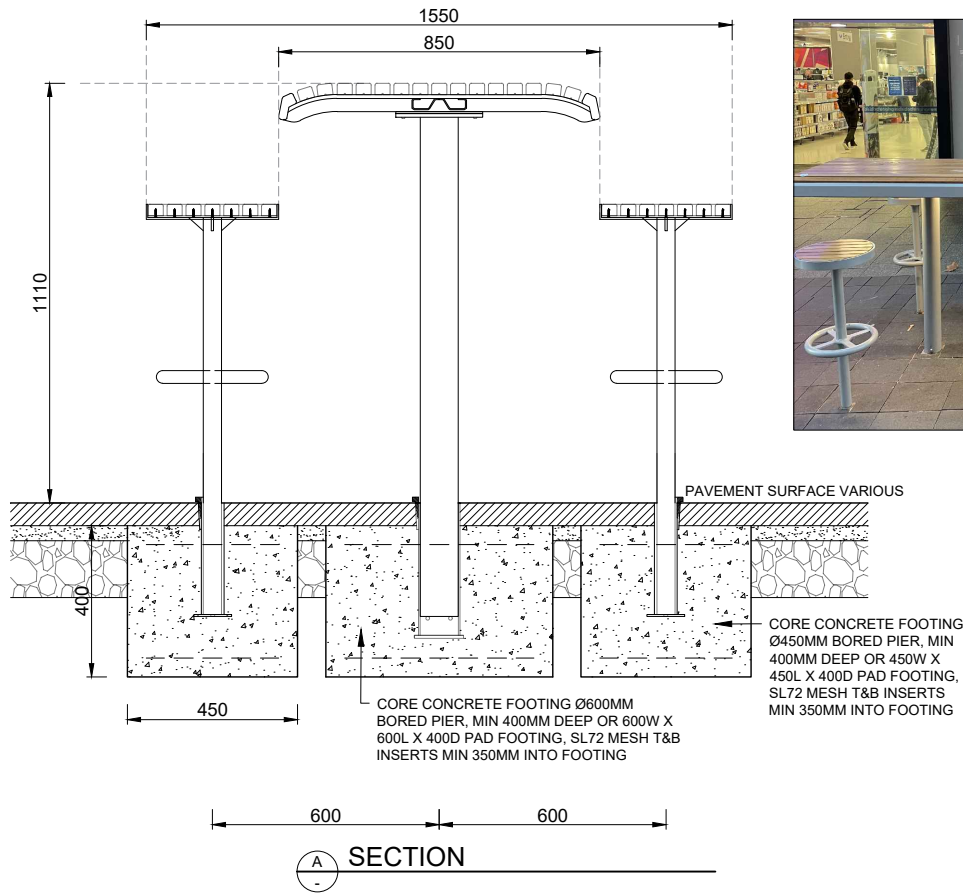 1550
850
1110
PAVEMENT SURFACE VARIOUS
400
CORE CONCRETE FOOTING
Ø450MM BORED PIER, MIN
400MM DEEP OR 450W X
450L X 400D PAD FOOTING,
SL72 MESH T&B INSERTS
MIN 350MM INTO FOOTING
450
CORE CONCRETE FOOTING Ø600MM
BORED PIER, MIN 400MM DEEP OR 600W X
600L X 400D PAD FOOTING, SL72 MESH T&B
INSERTS MIN 350MM INTO FOOTING
600
600
A
-
SECTION